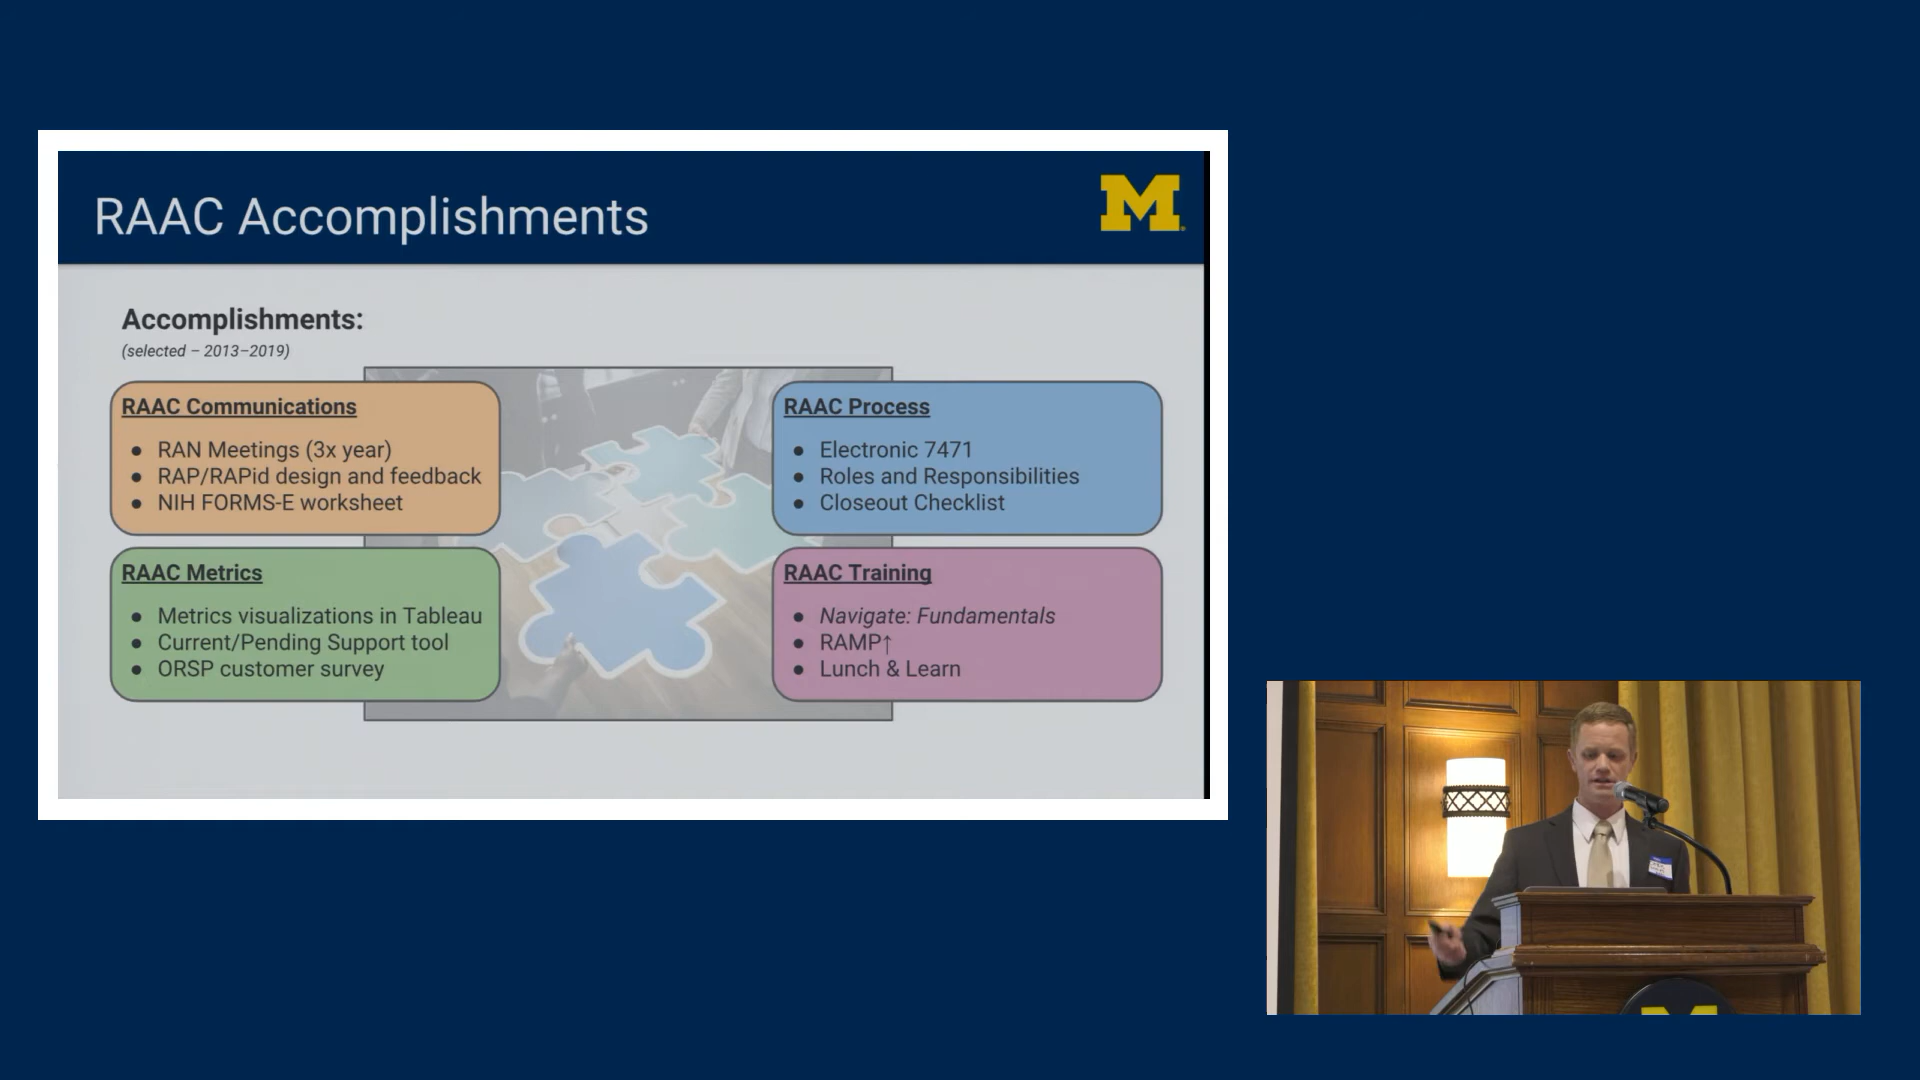 RAAC Accomplishments
M
Accomplishments:
(selected – 2013–2019)
RAAC Communications
● RAN Meetings (3x year)
● RAP/RAPid design and feedback
● NIH FORMS-E worksheet
RAAC Process
● Electronic 7471
● Roles and Responsibilities
● Closeout Checklist
RAAC Metrics
● Metrics visualizations in Tableau
● Current/Pending Support tool
● ORSP customer survey
RAAC Training
● Navigate: Fundamentals
● RAMP↑
● Lunch & Learn